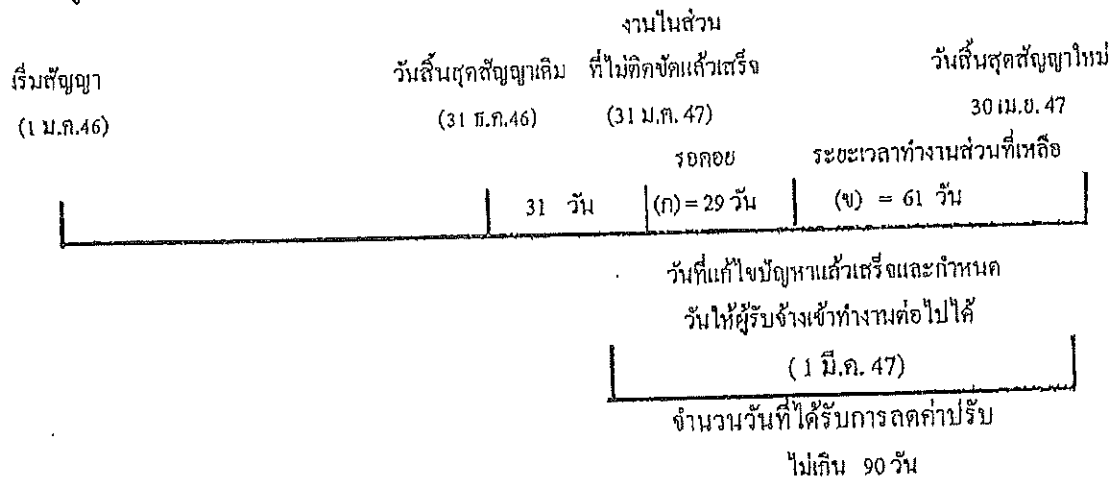 งานในส่วน
เริ่มสัญญา วันสิ้นสุดสัญญาเดิม ที่ไม่ติดขัดแล้วเสร็จ วันสิ้นสุดสัญญาใหม่
(1 ม.ค.46) (31 ธ.ค.46) (31 ม.ค. 47) 30 เม.ย. 47
รอคอย ระยะเวลาทำงานส่วนที่เหลือ
31 วัน (ก) = 29 วัน (ข) = 61 วัน
วันที่แก้ไขปัญหาแล้วเสร็จและกำหนด
วันให้ผู้รับจ้างเข้าทำงานต่อไปได้
( 1 มี.ค. 47)
จำนวนวันที่ได้รับการลดค่าปรับ
ไม่เกิน 90 วัน